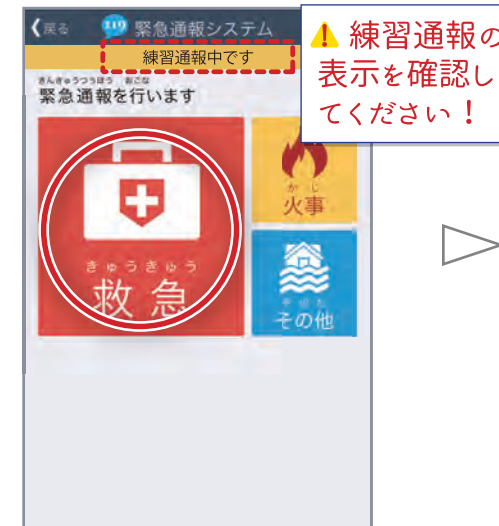 戻る 119 緊急通報システム
練習通報中です
⚠ 練習通報の
表示を確認し
てください！
きんきゅうつうほう おこな
緊急通報を行います
きゅうきゅう
救急
かじ
火事
その他